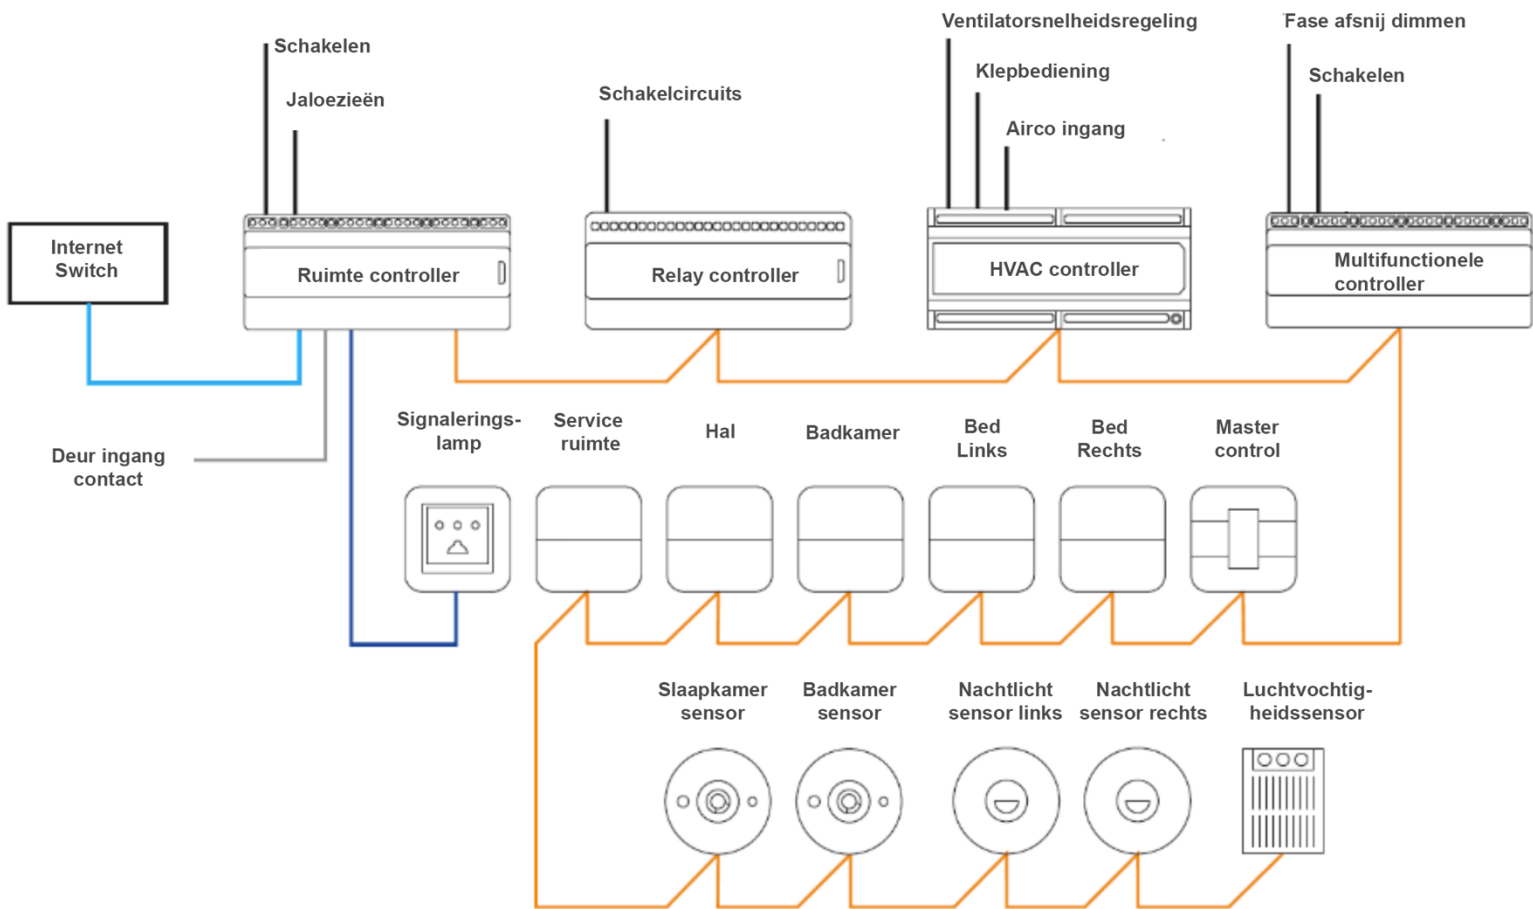 Ventilatorsnelheidsregeling
Fase afsnij dimmen
Schakelen
Klepbediening
Schakelen
Jaloezieën
Schakelcircuits
Airco ingang
Internet
Switch
Ruimte controller
Relay controller
HVAC controller
Multifunctionele
controller
Deur ingang
contact
Signalerings-
lamp
Service
ruimte
Hal
Badkamer
Bed
Links
Bed
Rechts
Master
control
Slaapkamer
sensor
Badkamer
sensor
Nachtlicht
sensor links
Nachtlicht
sensor rechts
Luchtvochtig-
heidssensor